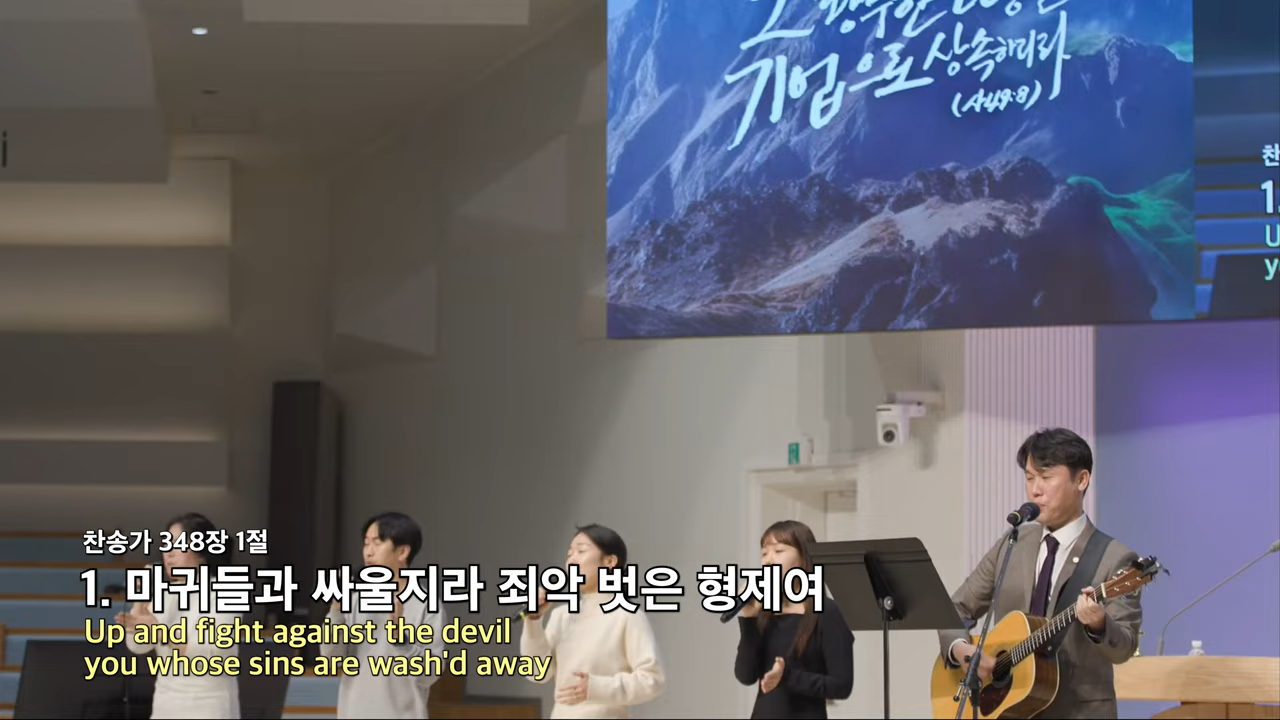 기업으로 상속하리라
찬송가 348장 1절
1. 마귀들과 싸울지라 죄악 벗은 형제여
Up and fight against the devil
you whose sins are wash'd away